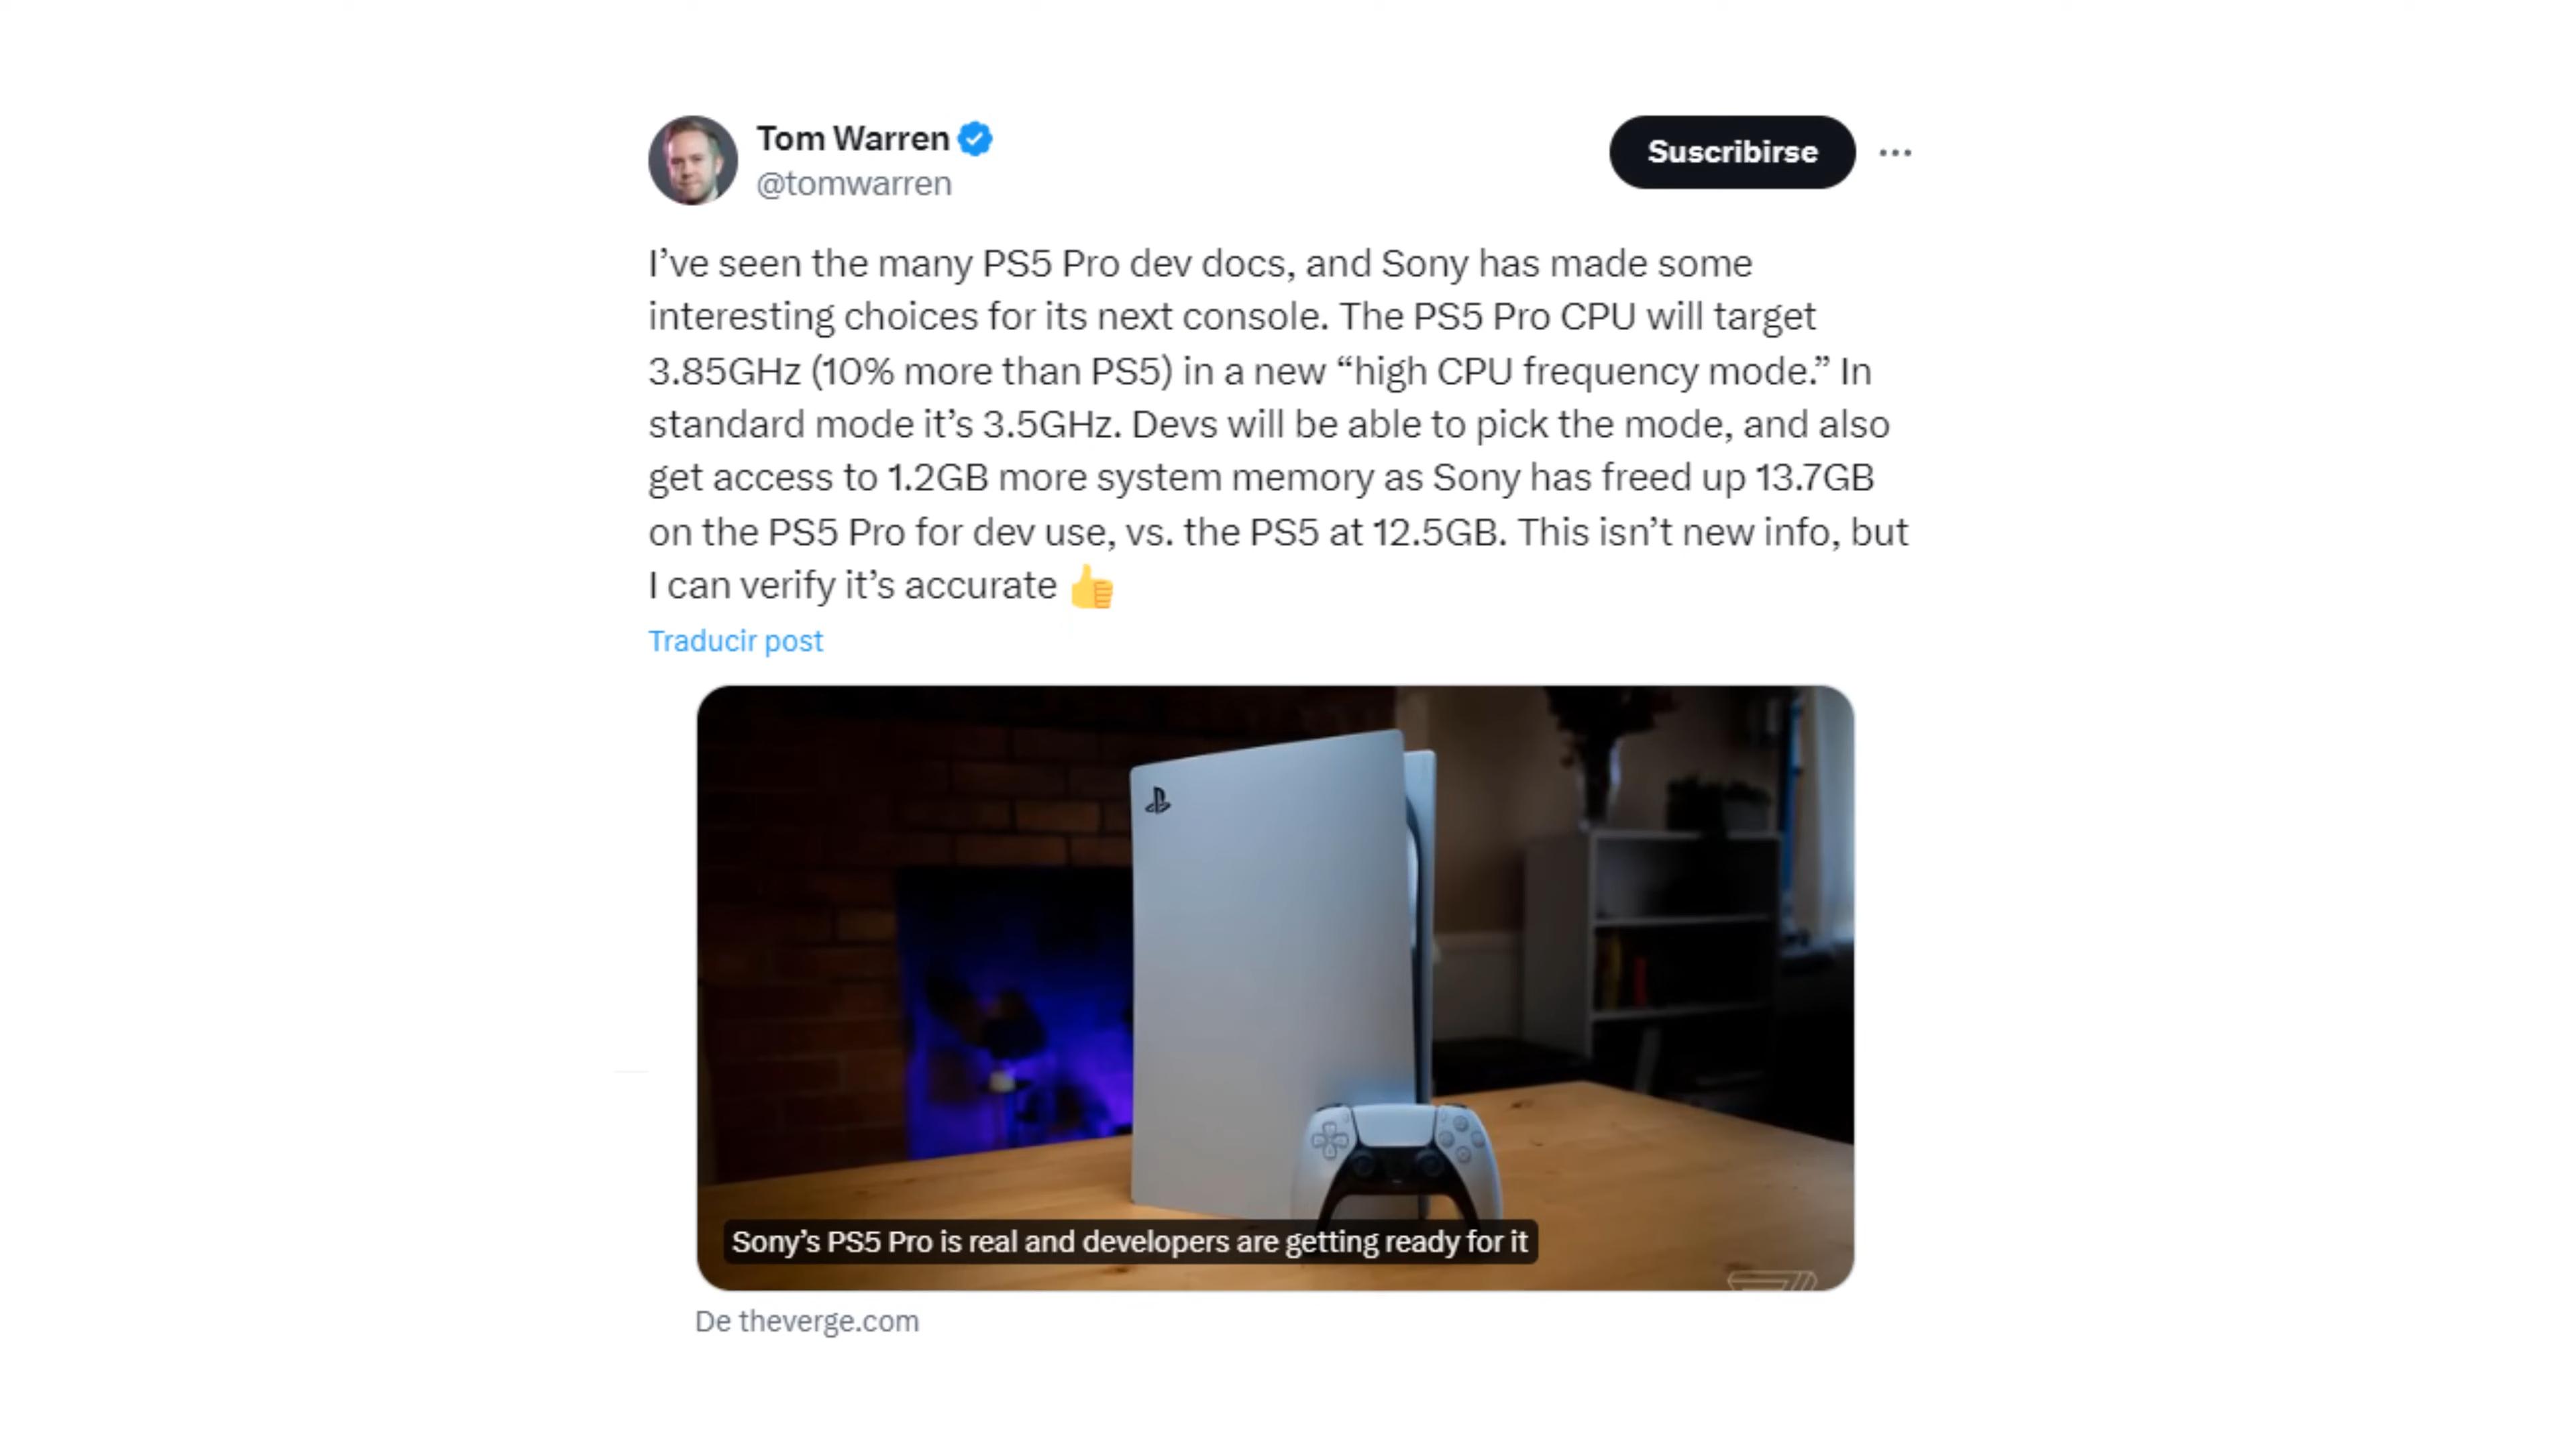 Tom Warren
@tomwarren
Suscribirse
I’ve seen the many PS5 Pro dev docs, and Sony has made some
interesting choices for its next console. The PS5 Pro CPU will target
3.85GHz (10% more than PS5) in a new “high CPU frequency mode.” In
standard mode it’s 3.5GHz. Devs will be able to pick the mode, and also
get access to 1.2GB more system memory as Sony has freed up 13.7GB
on the PS5 Pro for dev use, vs. the PS5 at 12.5GB. This isn’t new info, but
I can verify it’s accurate 👍
Traducir post
Sony’s PS5 Pro is real and developers are getting ready for it
De theverge.com